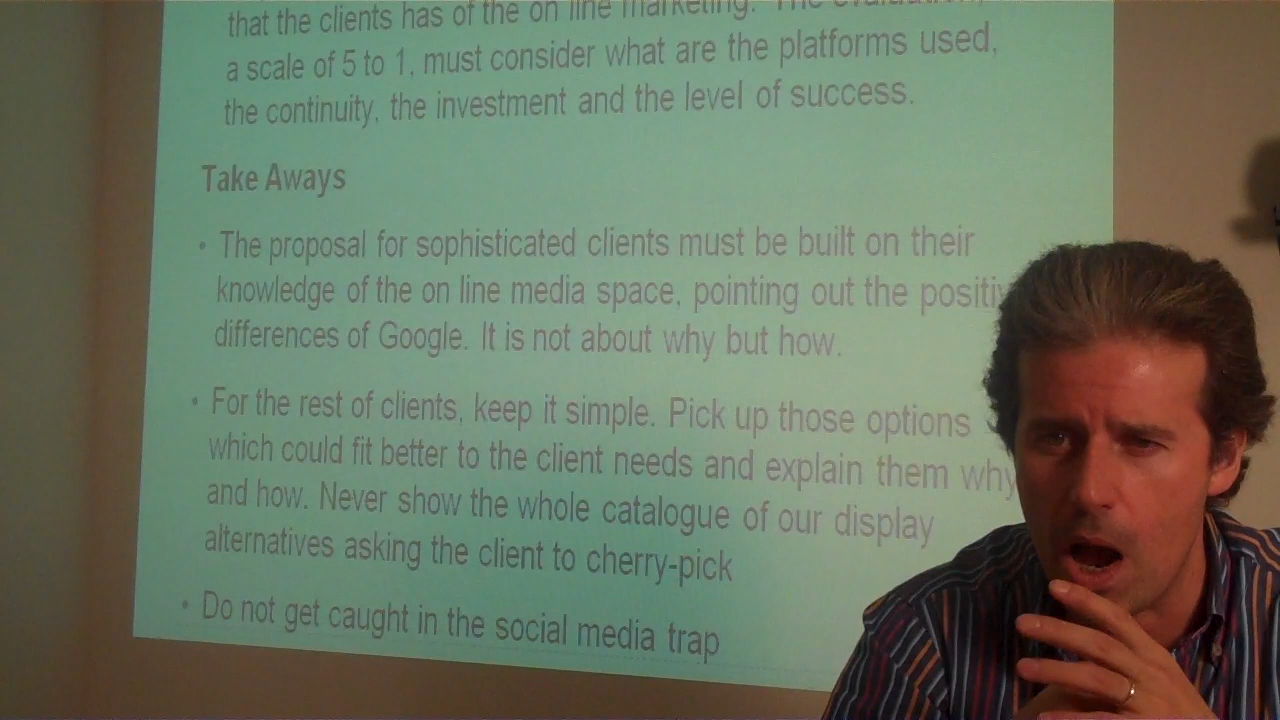 that the clients has of the on line marketing. The evaluation,
a scale of 5 to 1, must consider what are the platforms used,
the continuity, the investment and the level of success.
Take Aways
• The proposal for sophisticated clients must be built on their
knowledge of the on line media space, pointing out the
differences of Google. It is not about why but how.
• For the rest of clients, keep it simple. Pick up those options
which could fit better to the client needs and explain them why
and how. Never show the whole catalogue of our display
alternatives asking the client to cherry-pick
• Do not get caught in the social media trap